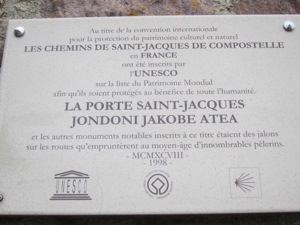 Au titre de la convention internationale
pour la protection du patrimoine culturel et naturel
LES CHEMINS DE SAINT-JACQUES DE COMPOSTELLE
en FRANCE
ont été inscrits par
l'UNESCO
sur la liste du Patrimoine Mondial
afin qu'ils soient protégés au bénéfice de toute l'humanité.
LA PORTE SAINT-JACQUES
JONDONI JAKOBE ATEA
et les autres monuments notables inscrits à ce titre étaient des jalons
sur les routes qu'empruntèrent au moyen-âge d'innombrables pèlerins.
- MCMXCVIII -
- 1998 -
UNESCO